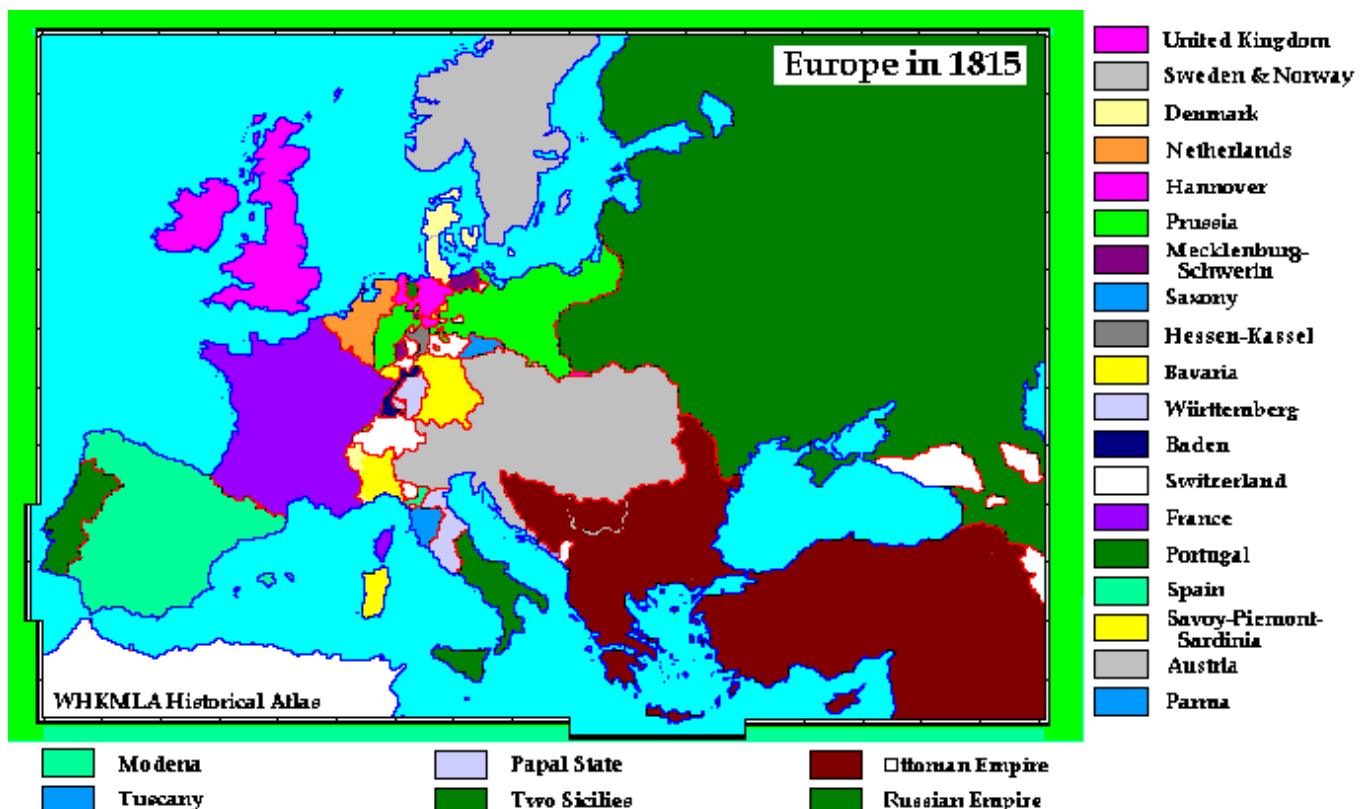 Europe in 1815
United Kingdom
Sweden & Norway
Denmark
Netherlands
Hannover
Prussia
Mecklenburg-
Schwerin
Saxony
Hessen-Kassel
Bavaria
Württemberg
Baden
Switzerland
France
Portugal
Spain
Savoy-Piemont-
Sardinia
Austria
Parma
WHKMLA Historical Atlas
Modena
Papal State
Ottoman Empire
Tuscany
Two Sicilies
Russian Empire